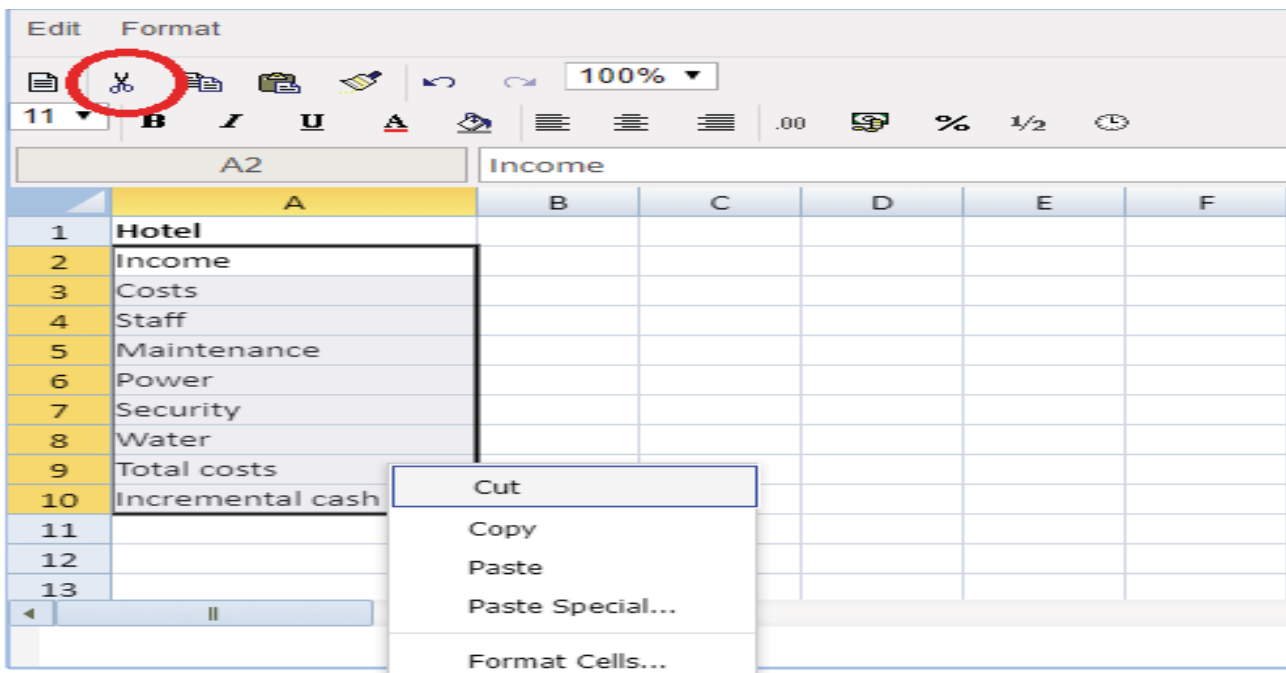 Edit Format
100% ▼
11 ▼ B I U A .00 % 1/2
A2 Income
A B C D E F
1 Hotel
2 Income
3 Costs
4 Staff
5 Maintenance
6 Power
7 Security
8 Water
9 Total costs
10 Incremental cash
Cut
11
Copy
12
Paste
13
Paste Special...
Format Cells...